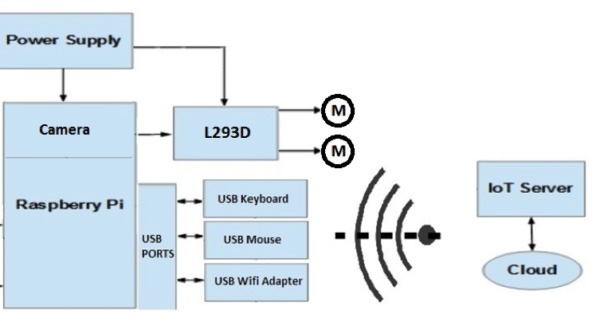 Power Supply
Camera
L293D
M
M
Raspberry Pi
USB
PORTS
USB Keyboard
USB Mouse
USB Wifi Adapter
IoT Server
Cloud